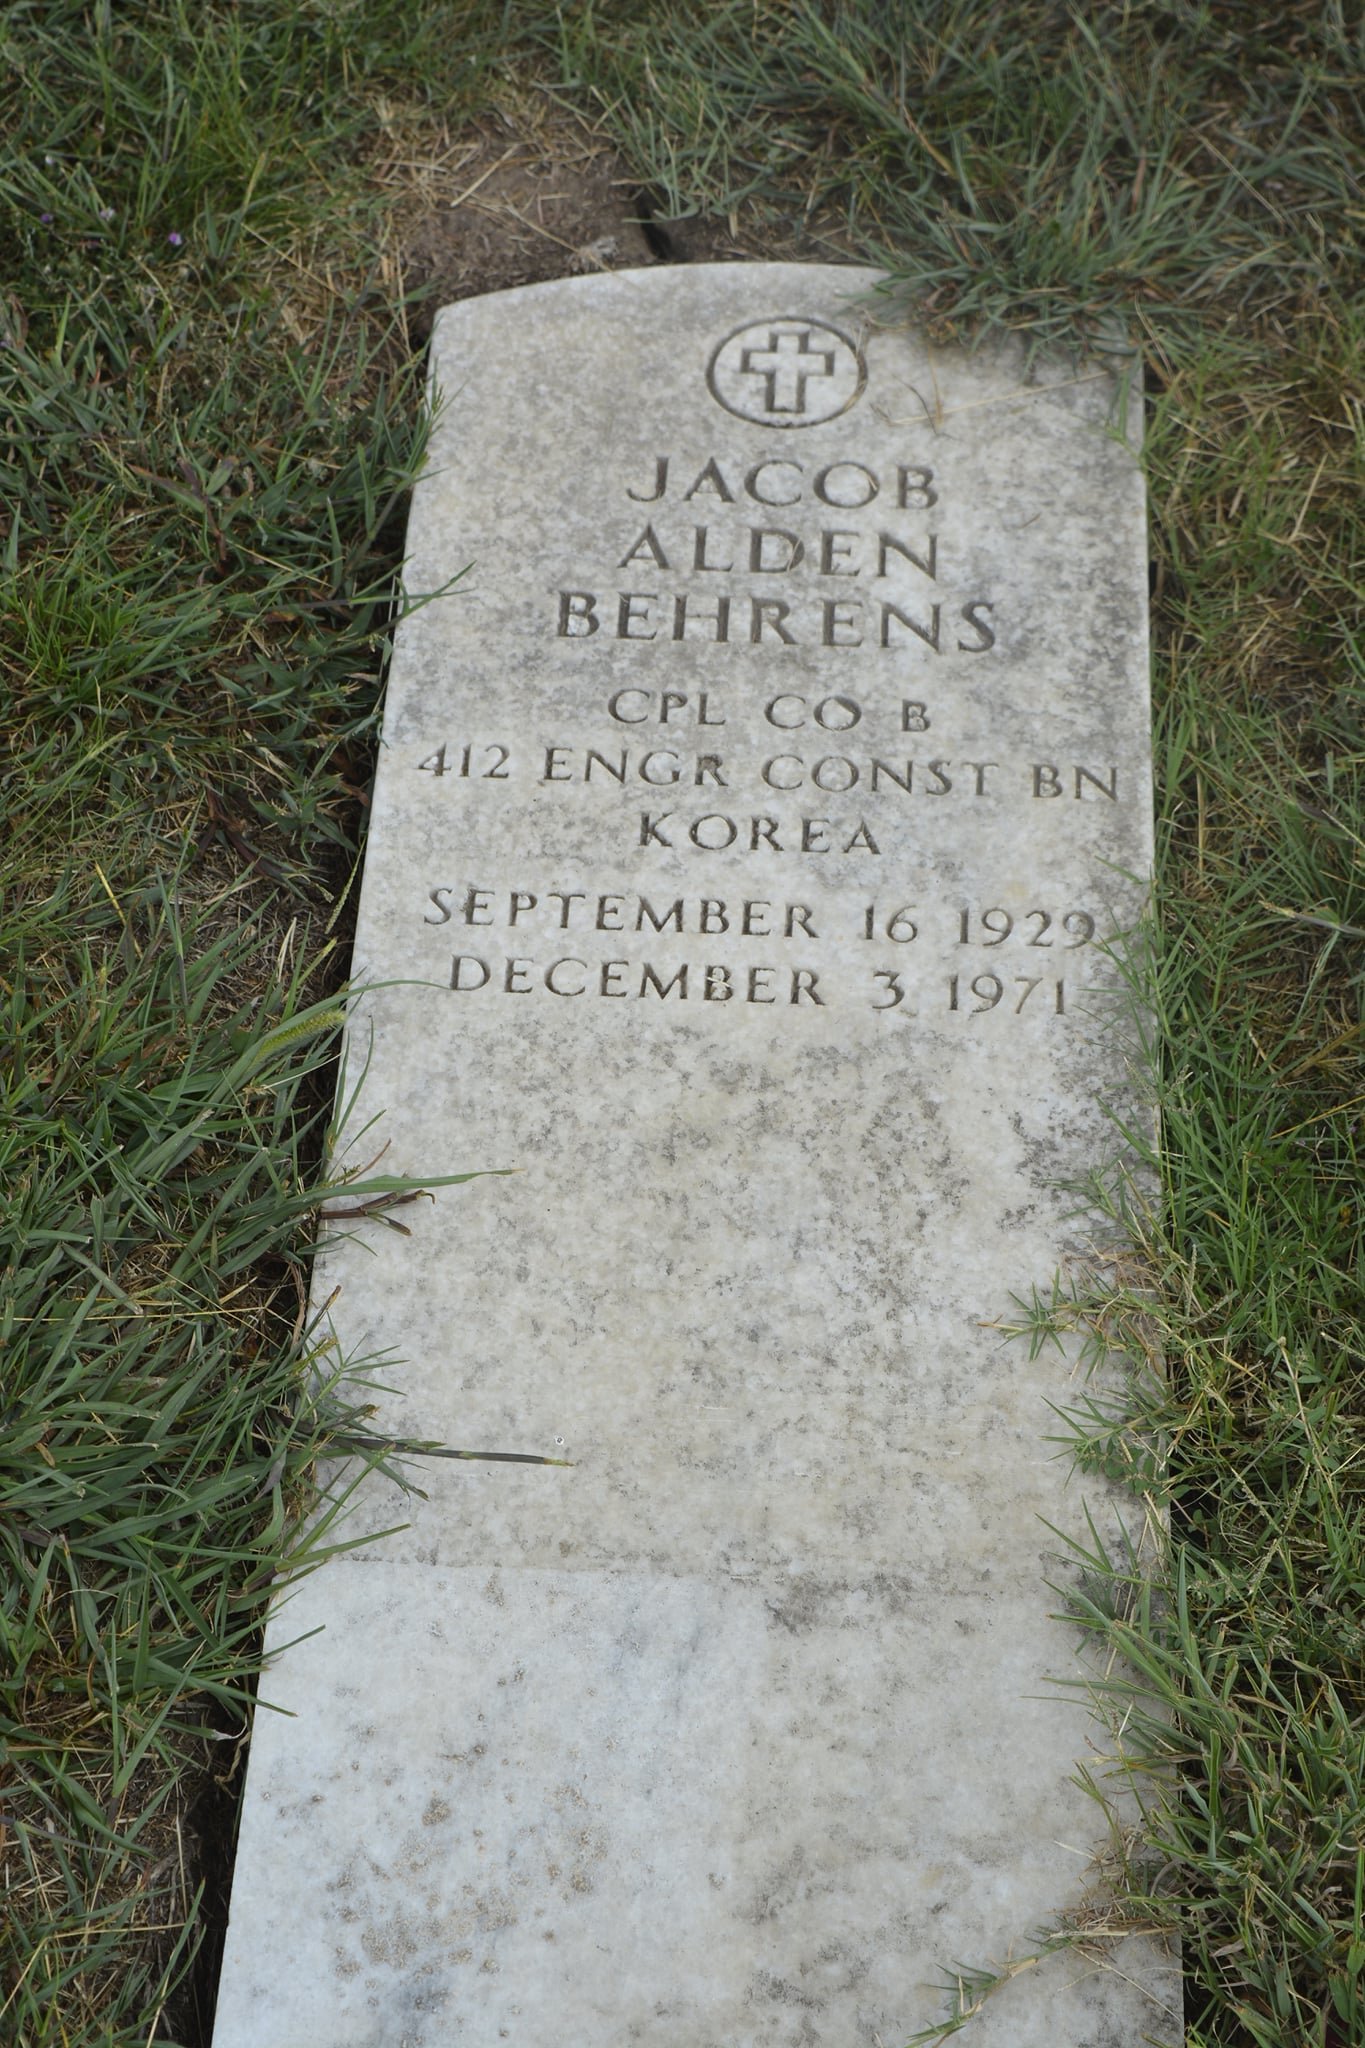 JACOB
ALDEN
BEHRENS
CPL CO B
412 ENGR CONST BN
KOREA
SEPTEMBER 16 1929
DECEMBER 3 1971